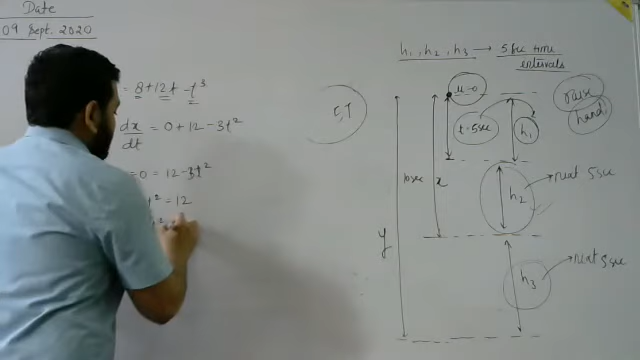 Date
09 Sept. 2020
= 8 + 12t - t³
dx/dt = 0 + 12 - 3t²
= 0 = 12 - 3t²
t² = 12
h₁, h₂, h₃ → 5 sec time intervals
u=0
raise hand
t=5sec
h₁
10sec
x
h₂
next 5sec
y
h₃
next 5sec